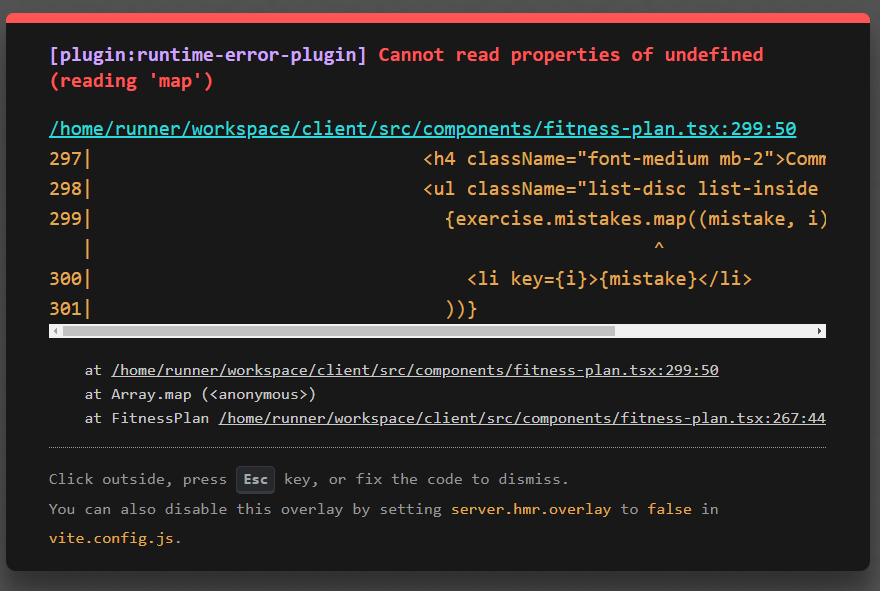 [plugin:runtime-error-plugin] Cannot read properties of undefined
(reading 'map')
/home/runner/workspace/client/src/components/fitness-plan.tsx:299:50
297|                              <h4 className="font-medium mb-2">Comm
298|                              <ul className="list-disc list-inside
299|                                {exercise.mistakes.map((mistake, i)
   |                                                   ^
300|                                  <li key={i}>{mistake}</li>
301|                                ))}
at /home/runner/workspace/client/src/components/fitness-plan.tsx:299:50
at Array.map (<anonymous>)
at FitnessPlan /home/runner/workspace/client/src/components/fitness-plan.tsx:267:44
Click outside, press Esc key, or fix the code to dismiss.
You can also disable this overlay by setting server.hmr.overlay to false in
vite.config.js.